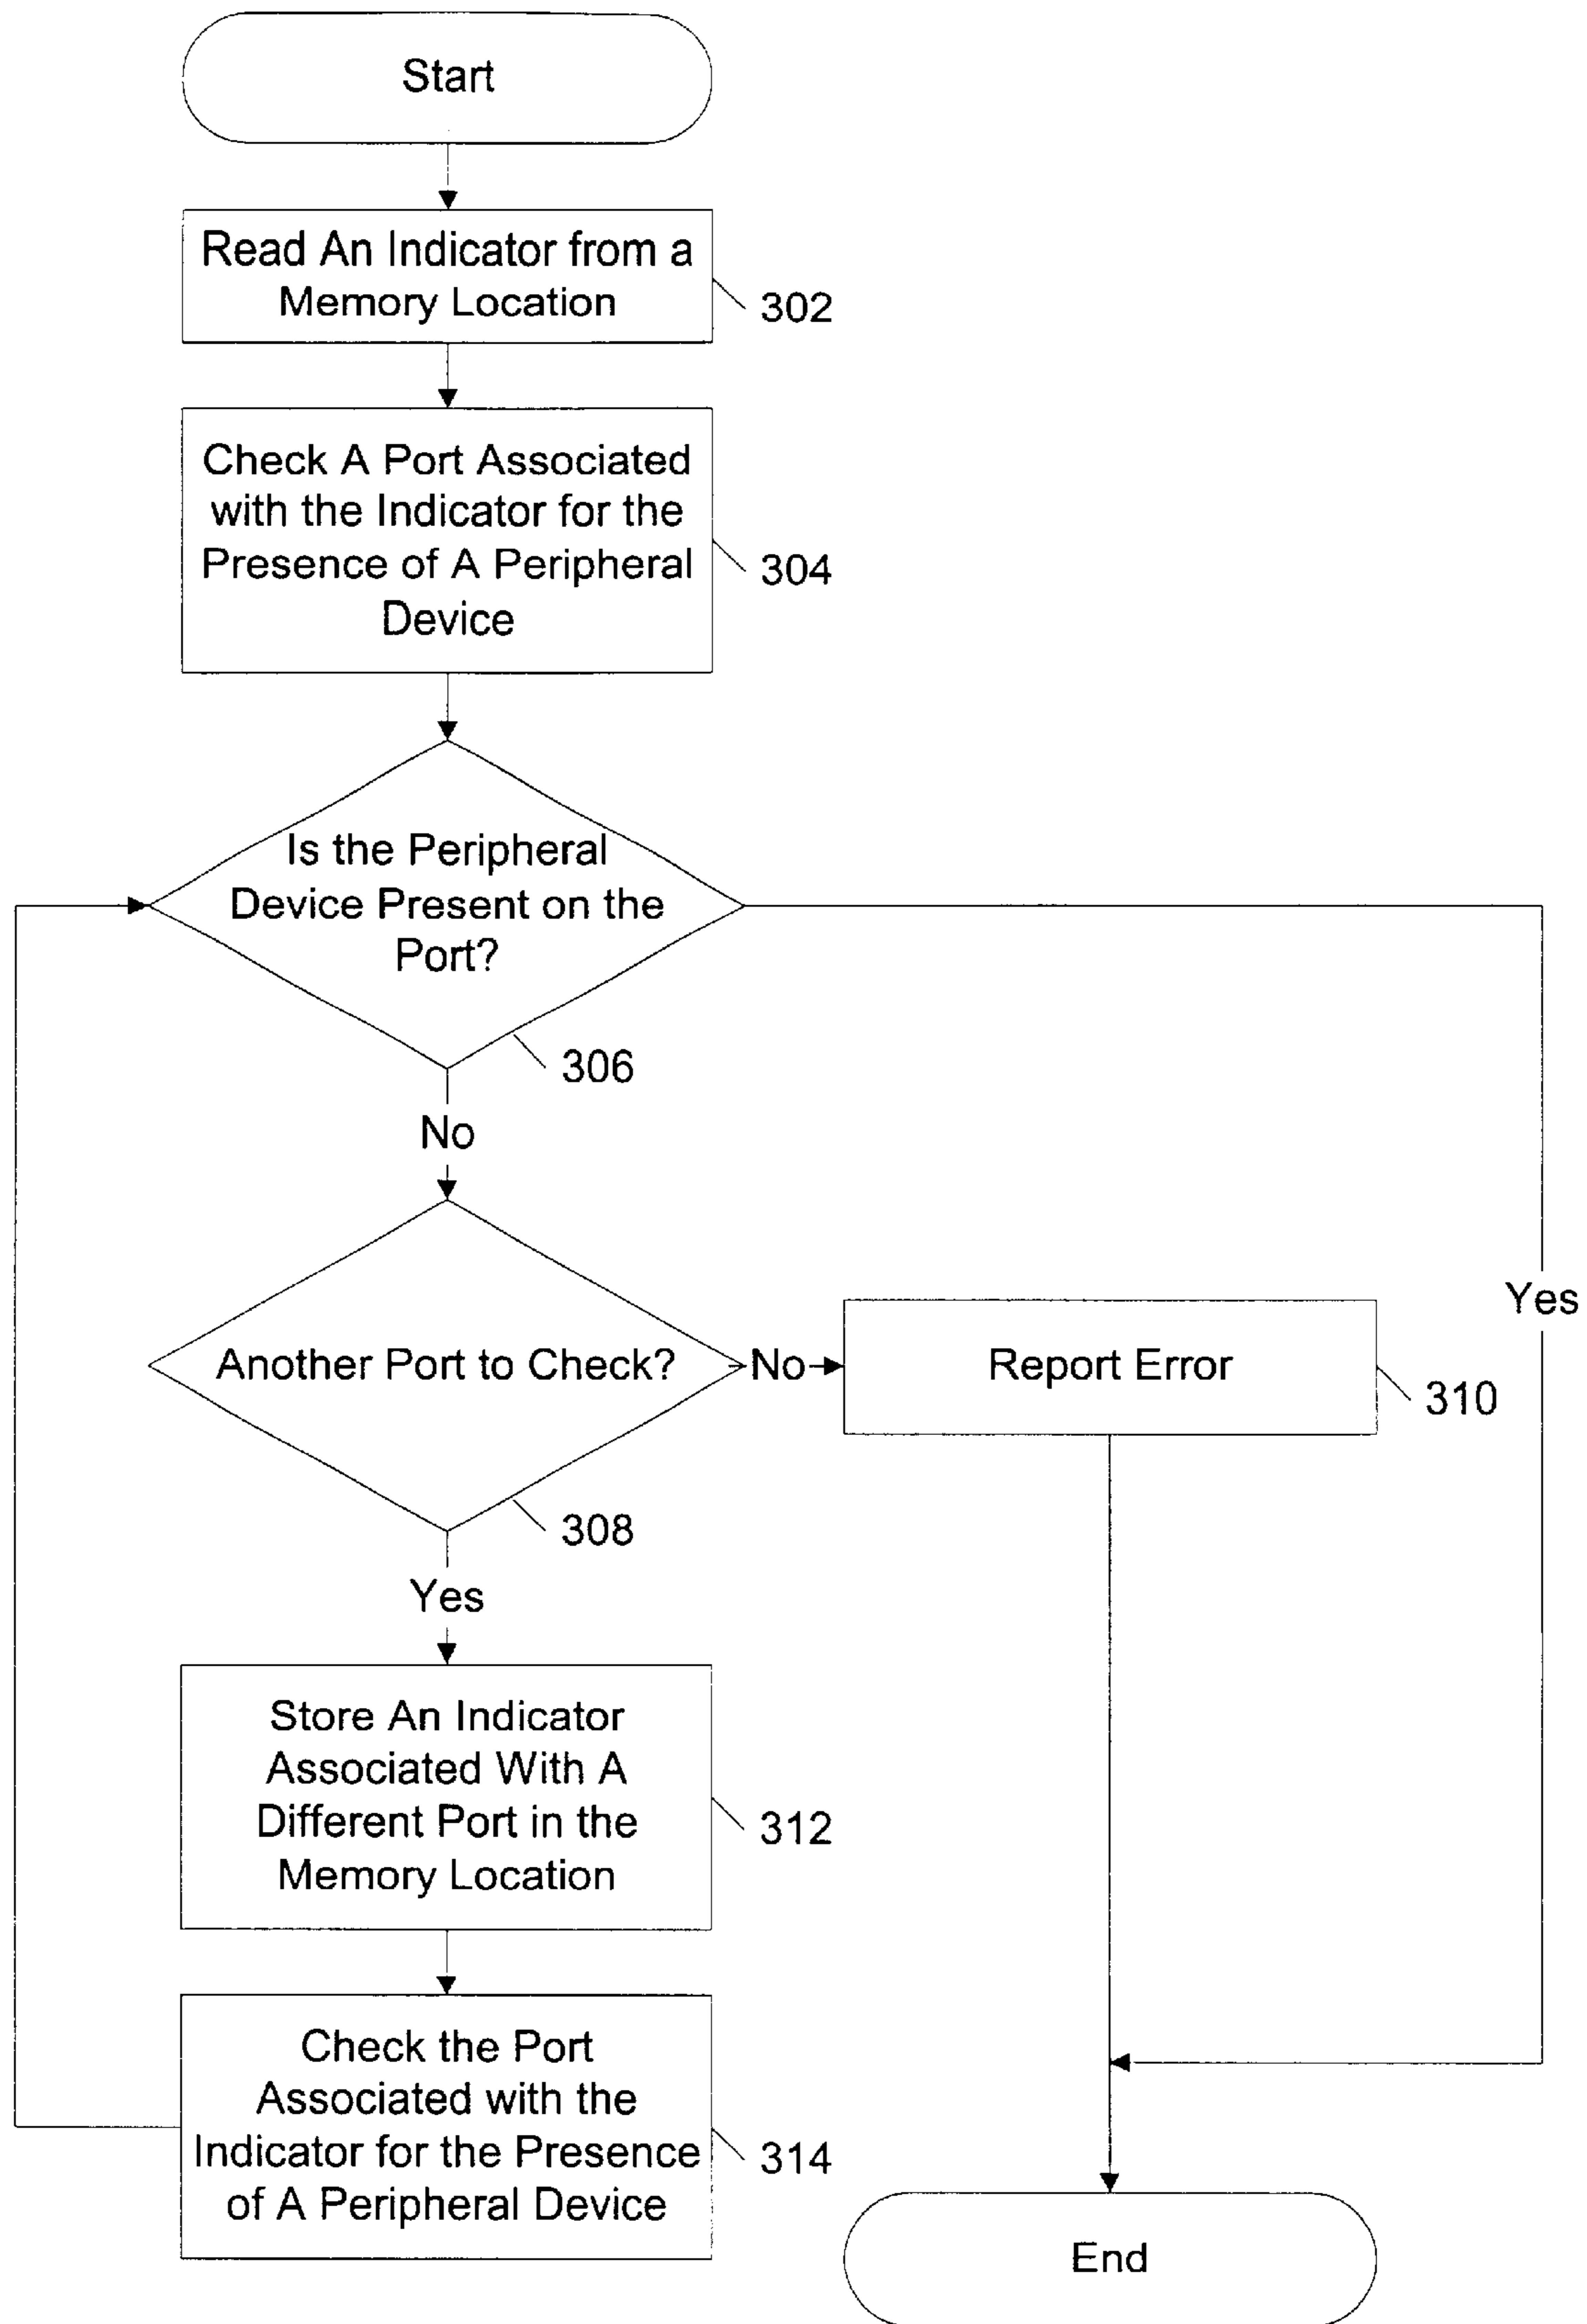 Start
Read An Indicator from a
Memory Location
302
Check A Port Associated
with the Indicator for the
Presence of A Peripheral
Device
304
Is the Peripheral
Device Present on the
Port?
306
No
Another Port to Check?
No
Report Error
310
Yes
308
Yes
Store An Indicator
Associated With A
Different Port in the
Memory Location
312
Check the Port
Associated with the
Indicator for the Presence
of A Peripheral Device
314
End